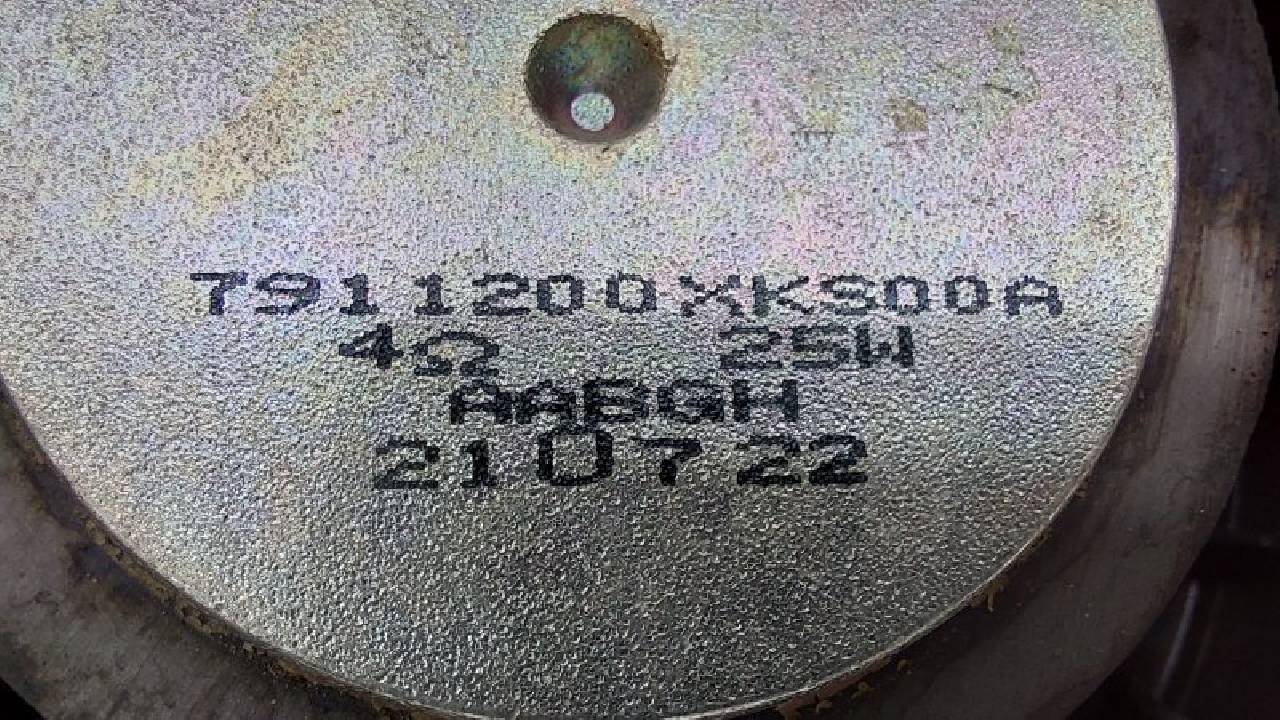 7911200XKS00A
4Ω 25W
AABGH
210722